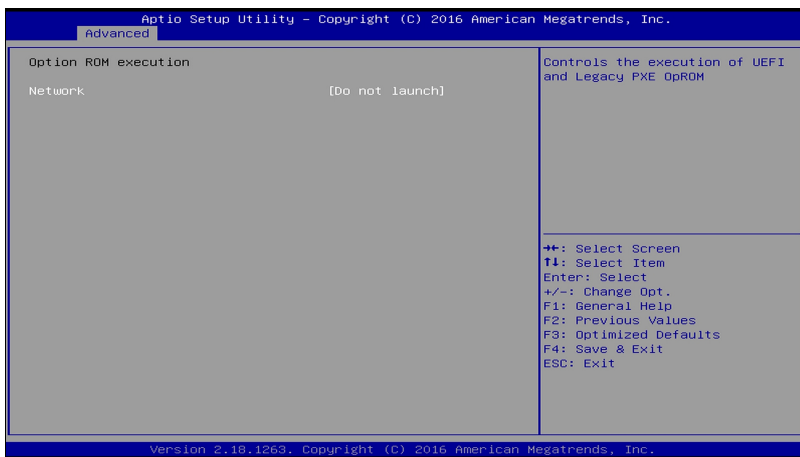 Aptio Setup Utility – Copyright (C) 2016 American Megatrends, Inc.
Advanced
Option ROM execution
Network [Do not launch]
Controls the execution of UEFI
and Legacy PXE OpROM
→←: Select Screen
↑↓: Select Item
Enter: Select
+/-: Change Opt.
F1: General Help
F2: Previous Values
F3: Optimized Defaults
F4: Save & Exit
ESC: Exit
Version 2.18.1263. Copyright (C) 2016 American Megatrends, Inc.